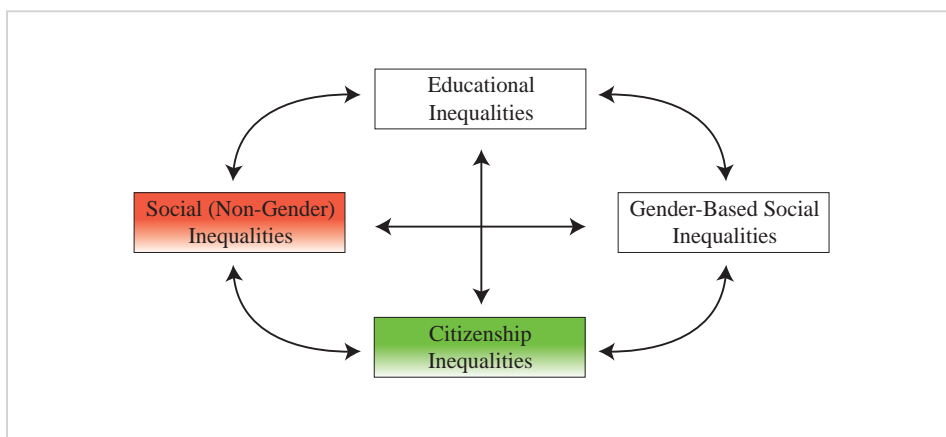 Educational
Inequalities
Social (Non-Gender)
Inequalities
Gender-Based Social
Inequalities
Citizenship
Inequalities